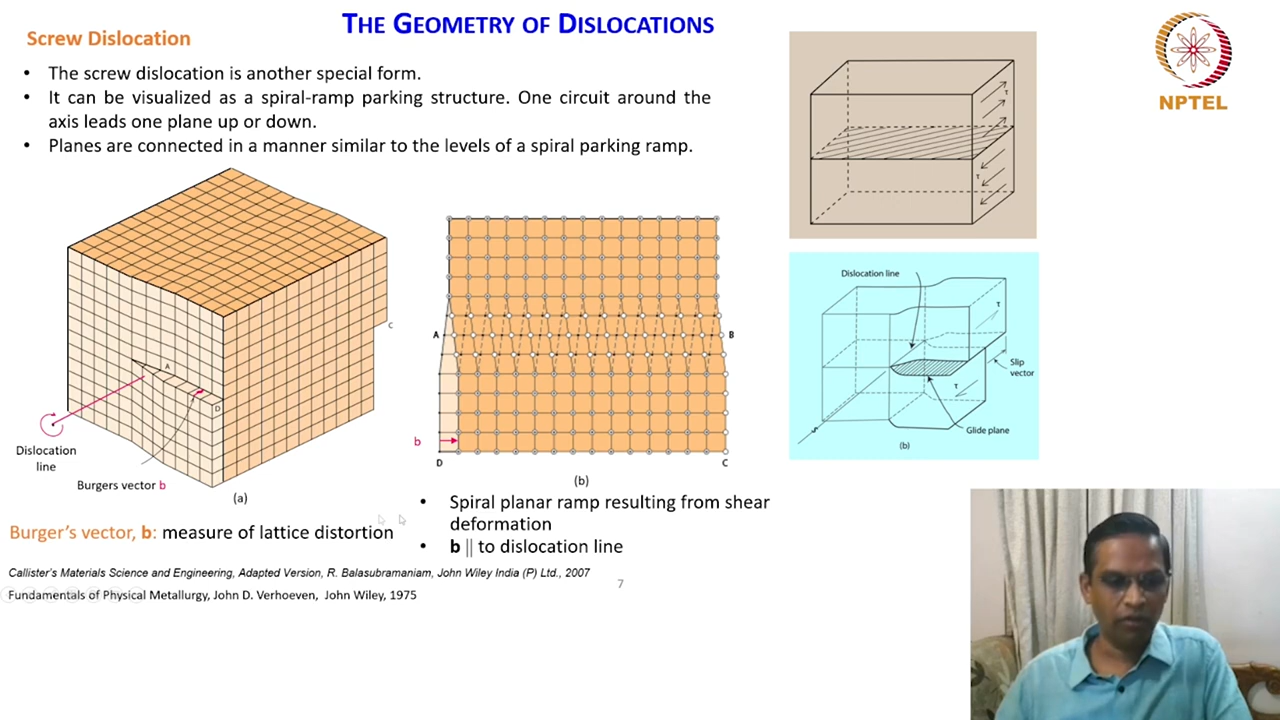 THE GEOMETRY OF DISLOCATIONS
Screw Dislocation
• The screw dislocation is another special form.
• It can be visualized as a spiral-ramp parking structure. One circuit around the
axis leads one plane up or down.
• Planes are connected in a manner similar to the levels of a spiral parking ramp.
NPTEL
τ
τ
C
A
D
Dislocation
line
Burgers vector b
(a)
A
B
b
D
C
(b)
Dislocation line
τ
Slip
vector
τ
Glide plane
(b)
• Spiral planar ramp resulting from shear
deformation
• b || to dislocation line
Burger's vector, b: measure of lattice distortion
Callister's Materials Science and Engineering, Adapted Version, R. Balasubramaniam, John Wiley India (P) Ltd., 2007
7
Fundamentals of Physical Metallurgy, John D. Verhoeven, John Wiley, 1975